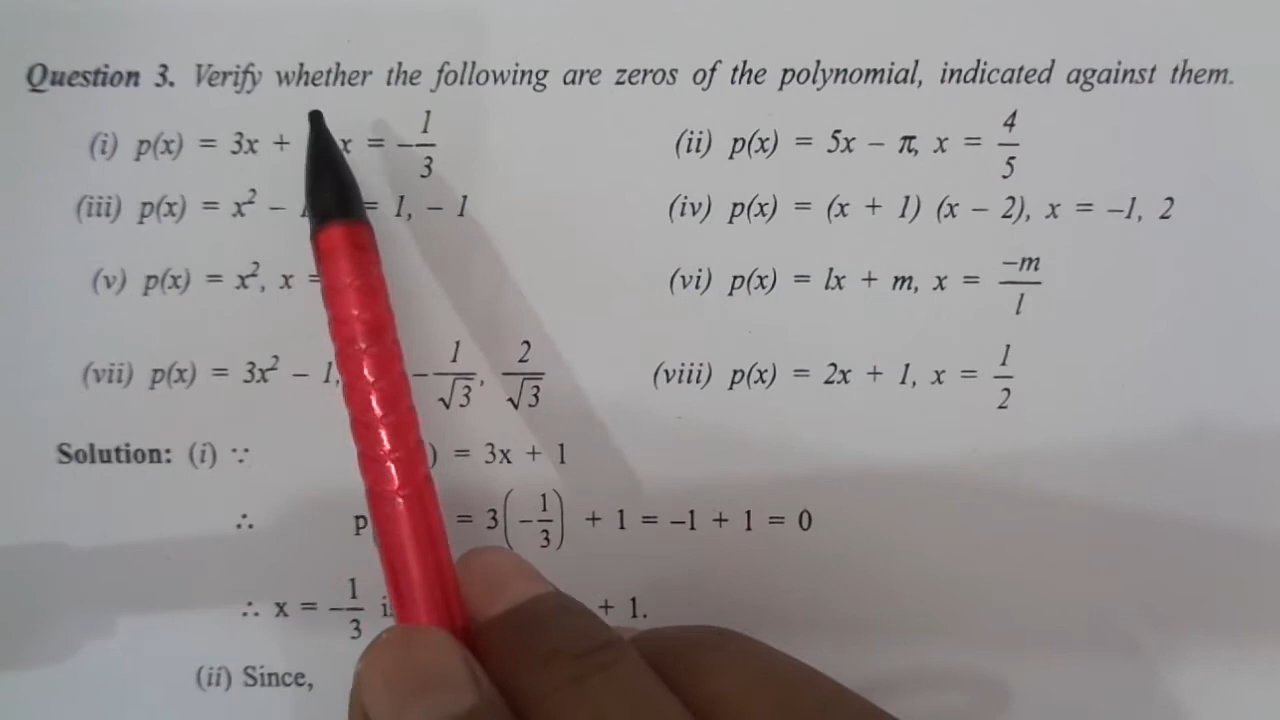 Question 3. Verify whether the following are zeros of the polynomial, indicated against them.
(i) p(x) = 3x + x = -1/3 (ii) p(x) = 5x – π, x = 4/5
(iii) p(x) = x² – = 1, – 1 (iv) p(x) = (x + 1) (x – 2), x = –1, 2
(v) p(x) = x², x = (vi) p(x) = lx + m, x = –m/l
(vii) p(x) = 3x² – 1, –1/√3, 2/√3 (viii) p(x) = 2x + 1, x = 1/2
Solution: (i) ∵ ) = 3x + 1
∴ p = 3(–1/3) + 1 = –1 + 1 = 0
∴ x = –1/3 + 1.
(ii) Since,